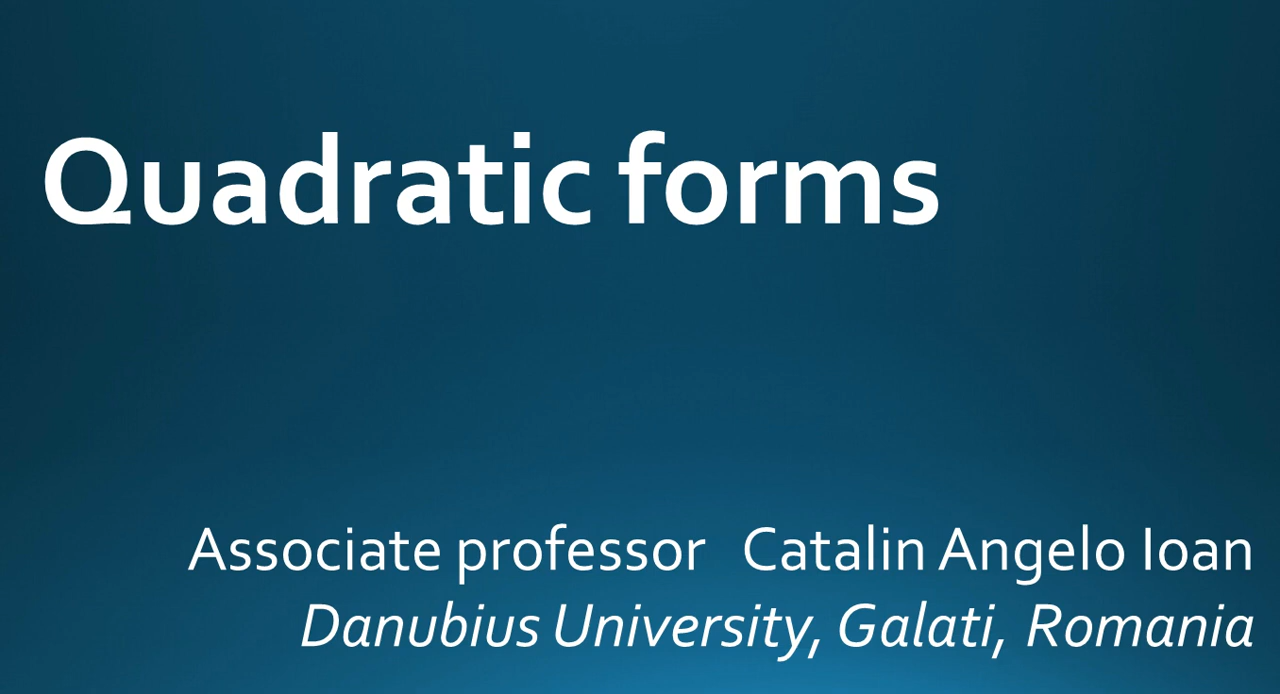 Quadratic forms
Associate professor Catalin Angelo Ioan
Danubius University, Galati, Romania